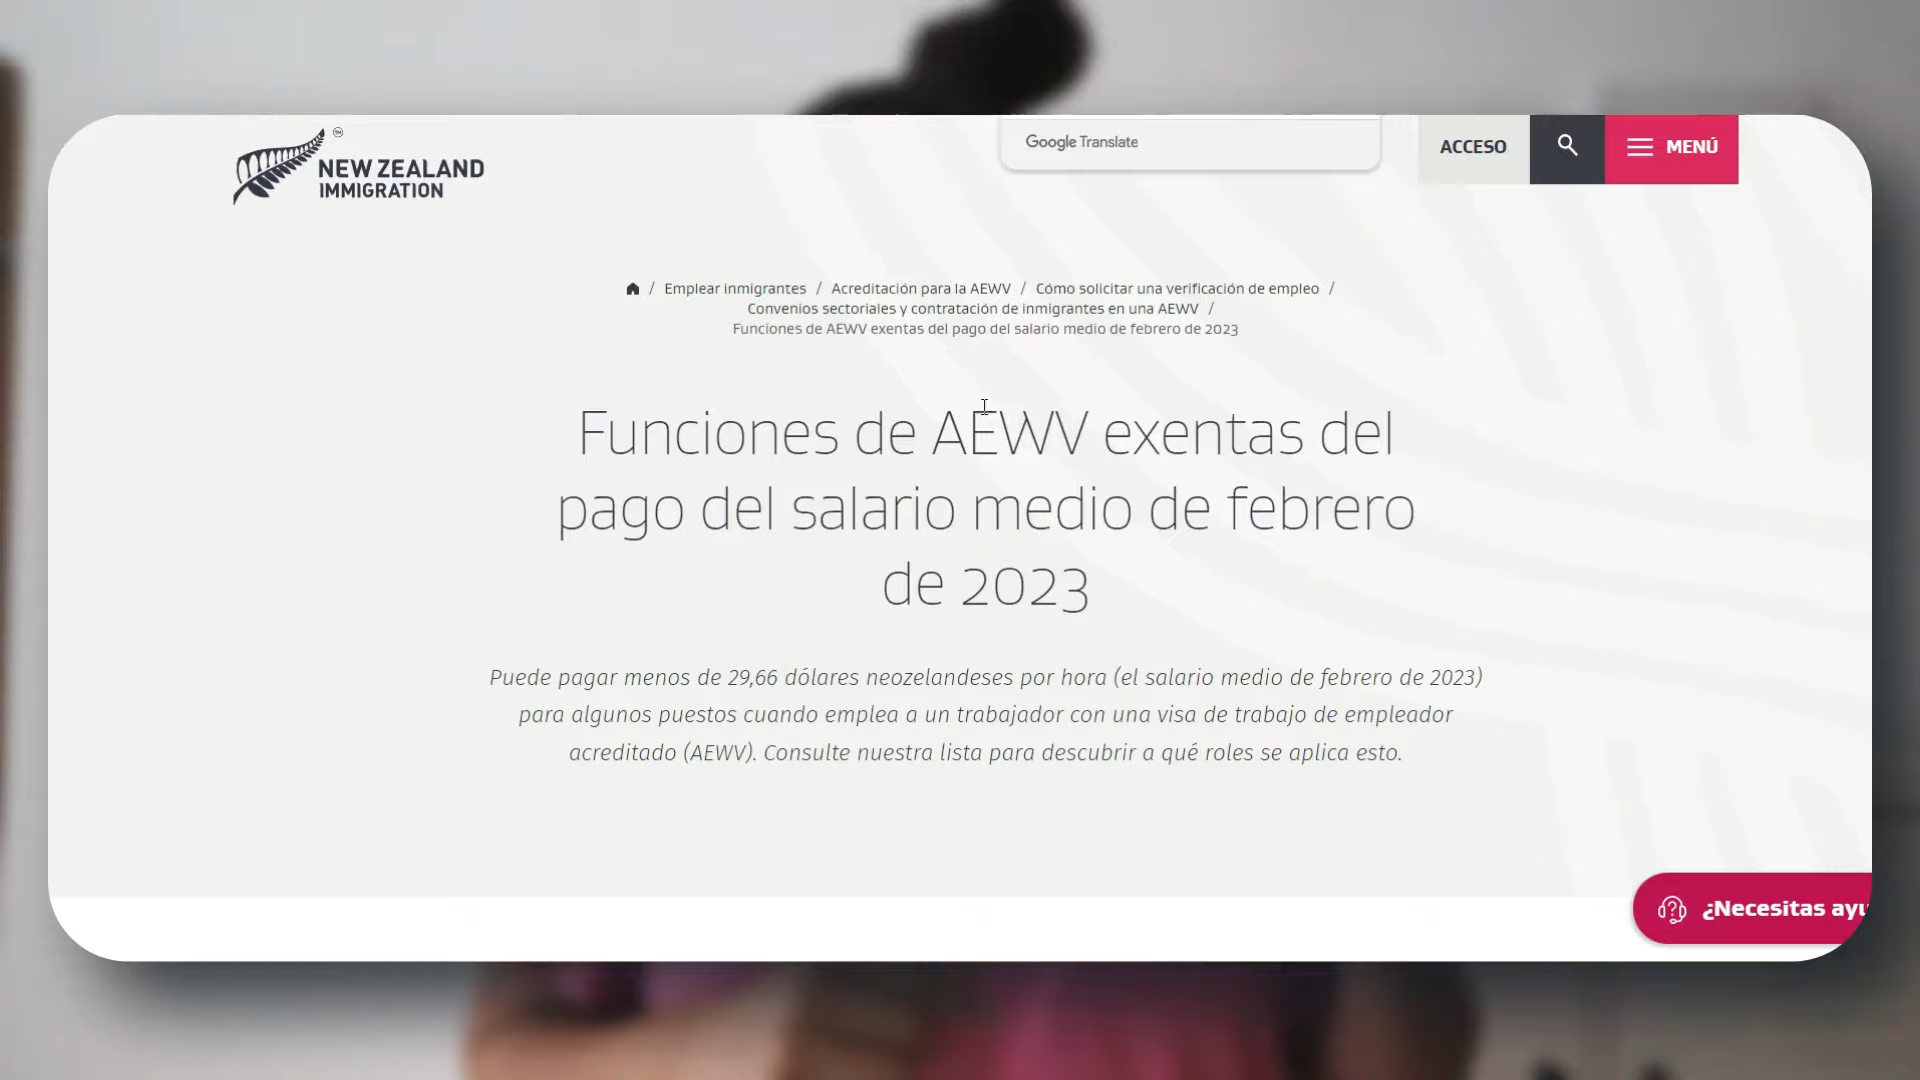 NEW ZEALAND
IMMIGRATION
Google Translate
ACCESO
MENÚ
/ Emplear inmigrantes / Acreditación para la AEWV / Cómo solicitar una verificación de empleo /
Convenios sectoriales y contratación de inmigrantes en una AEWV /
Funciones de AEWV exentas del pago del salario medio de febrero de 2023
Funciones de AEWV exentas del
pago del salario medio de febrero
de 2023
Puede pagar menos de 29,66 dólares neozelandeses por hora (el salario medio de febrero de 2023)
para algunos puestos cuando emplea a un trabajador con una visa de trabajo de empleador
acreditado (AEWV). Consulte nuestra lista para descubrir a qué roles se aplica esto.
¿Necesitas ayu